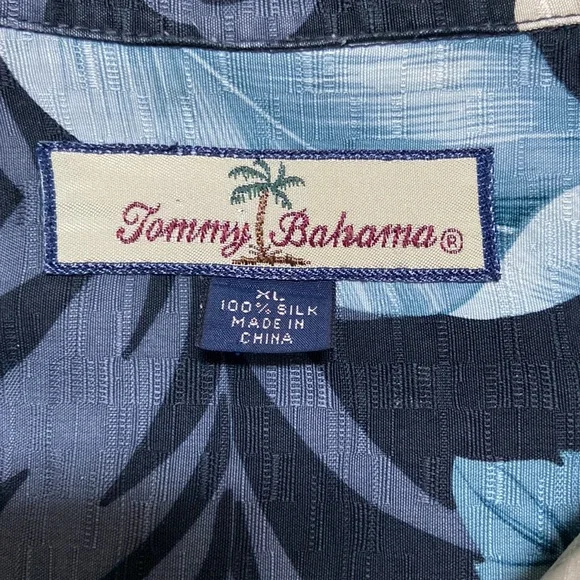 Tommy Bahama®
XL
100% SILK
MADE IN
CHINA